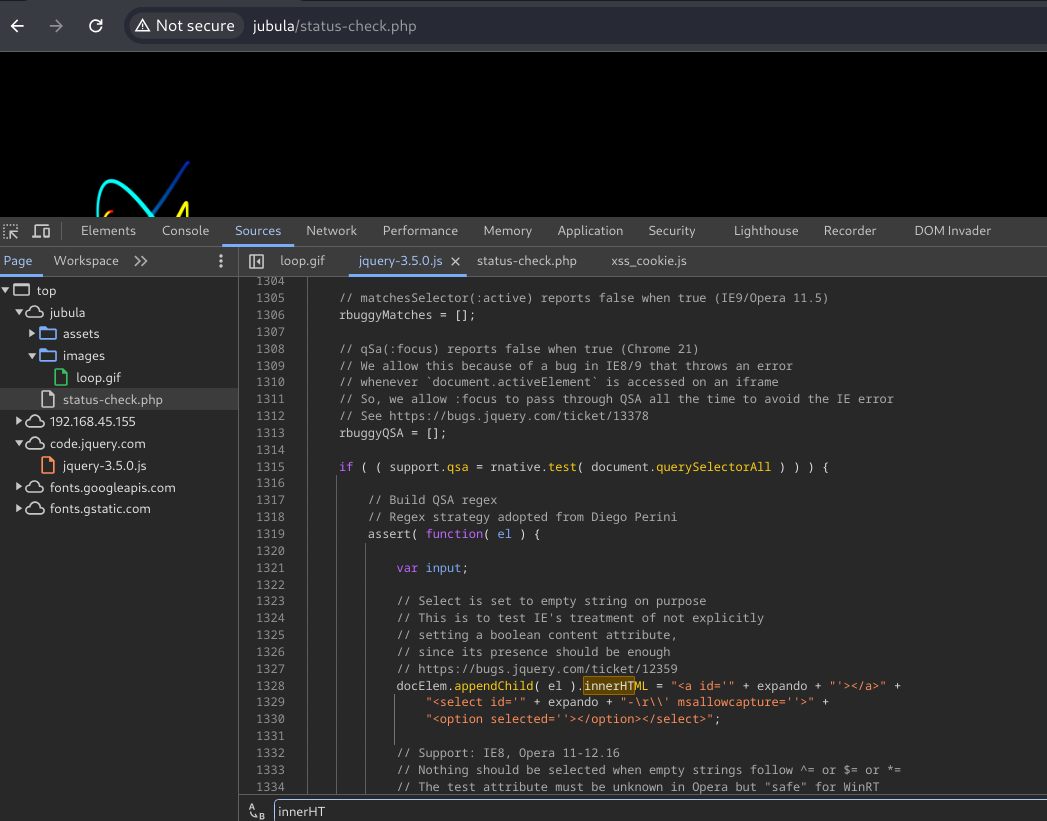 Not secure jubula/status-check.php
Elements Console Sources Network Performance Memory Application Security Lighthouse Recorder DOM Invader
Page Workspace
loop.gif jquery-3.5.0.js status-check.php xss_cookie.js
top
jubula
assets
images
loop.gif
status-check.php
192.168.45.155
code.jquery.com
jquery-3.5.0.js
fonts.googleapis.com
fonts.gstatic.com
1304
1305 // matchesSelector(:active) reports false when true (IE9/Opera 11.5)
1306 rbuggyMatches = [];
1307
1308 // qSa(:focus) reports false when true (Chrome 21)
1309 // We allow this because of a bug in IE8/9 that throws an error
1310 // whenever `document.activeElement` is accessed on an iframe
1311 // So, we allow :focus to pass through QSA all the time to avoid the IE error
1312 // See https://bugs.jquery.com/ticket/13378
1313 rbuggyQSA = [];
1314
1315 if ( ( support.qsa = rnative.test( document.querySelectorAll ) ) ) {
1316
1317 // Build QSA regex
1318 // Regex strategy adopted from Diego Perini
1319 assert( function( el ) {
1320
1321 var input;
1322
1323 // Select is set to empty string on purpose
1324 // This is to test IE's treatment of not explicitly
1325 // setting a boolean content attribute,
1326 // since its presence should be enough
1327 // https://bugs.jquery.com/ticket/12359
1328 docElem.appendChild( el ).innerHTML = "<a id='" + expando + "'></a>" +
1329 "<select id='" + expando + "-\r\\' msallowcapture=''>" +
1330 "<option selected=''></option></select>";
1331
1332 // Support: IE8, Opera 11-12.16
1333 // Nothing should be selected when empty strings follow ^= or $= or *=
1334 // The test attribute must be unknown in Opera but "safe" for WinRT
innerHT